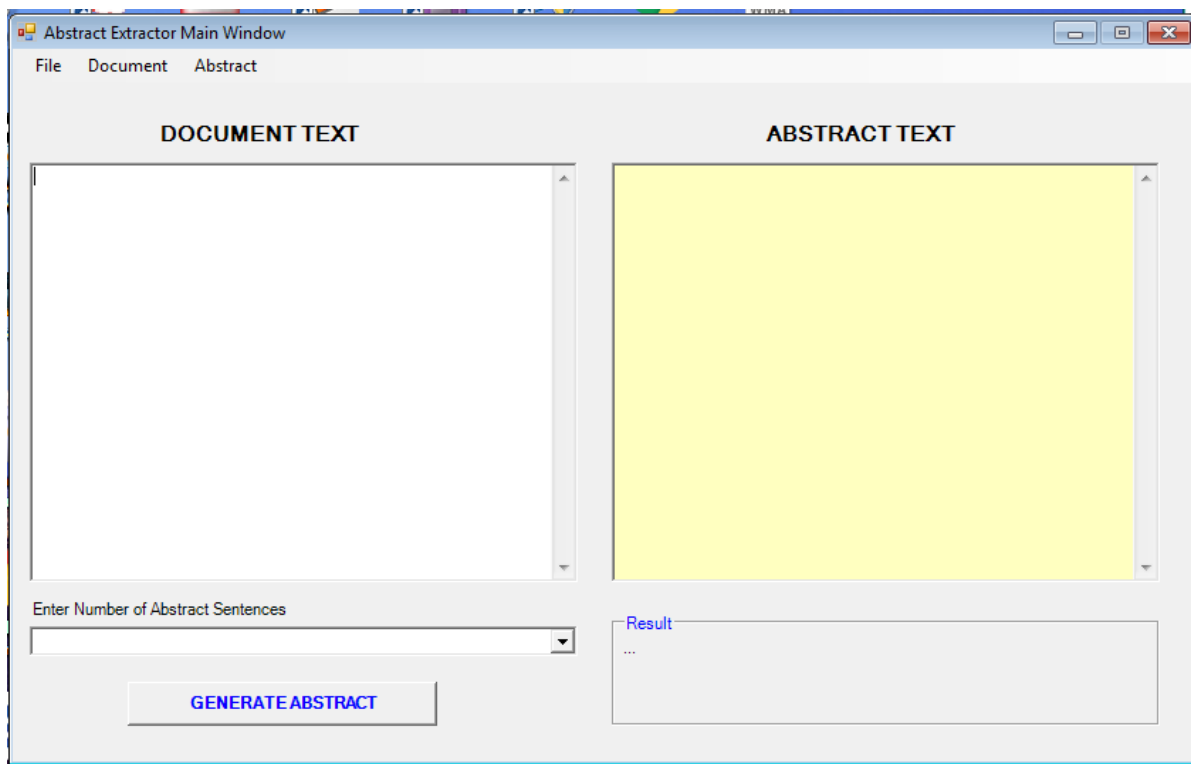 WMA
Abstract Extractor Main Window
File Document Abstract
DOCUMENT TEXT ABSTRACT TEXT
Enter Number of Abstract Sentences
Result
...
GENERATE ABSTRACT